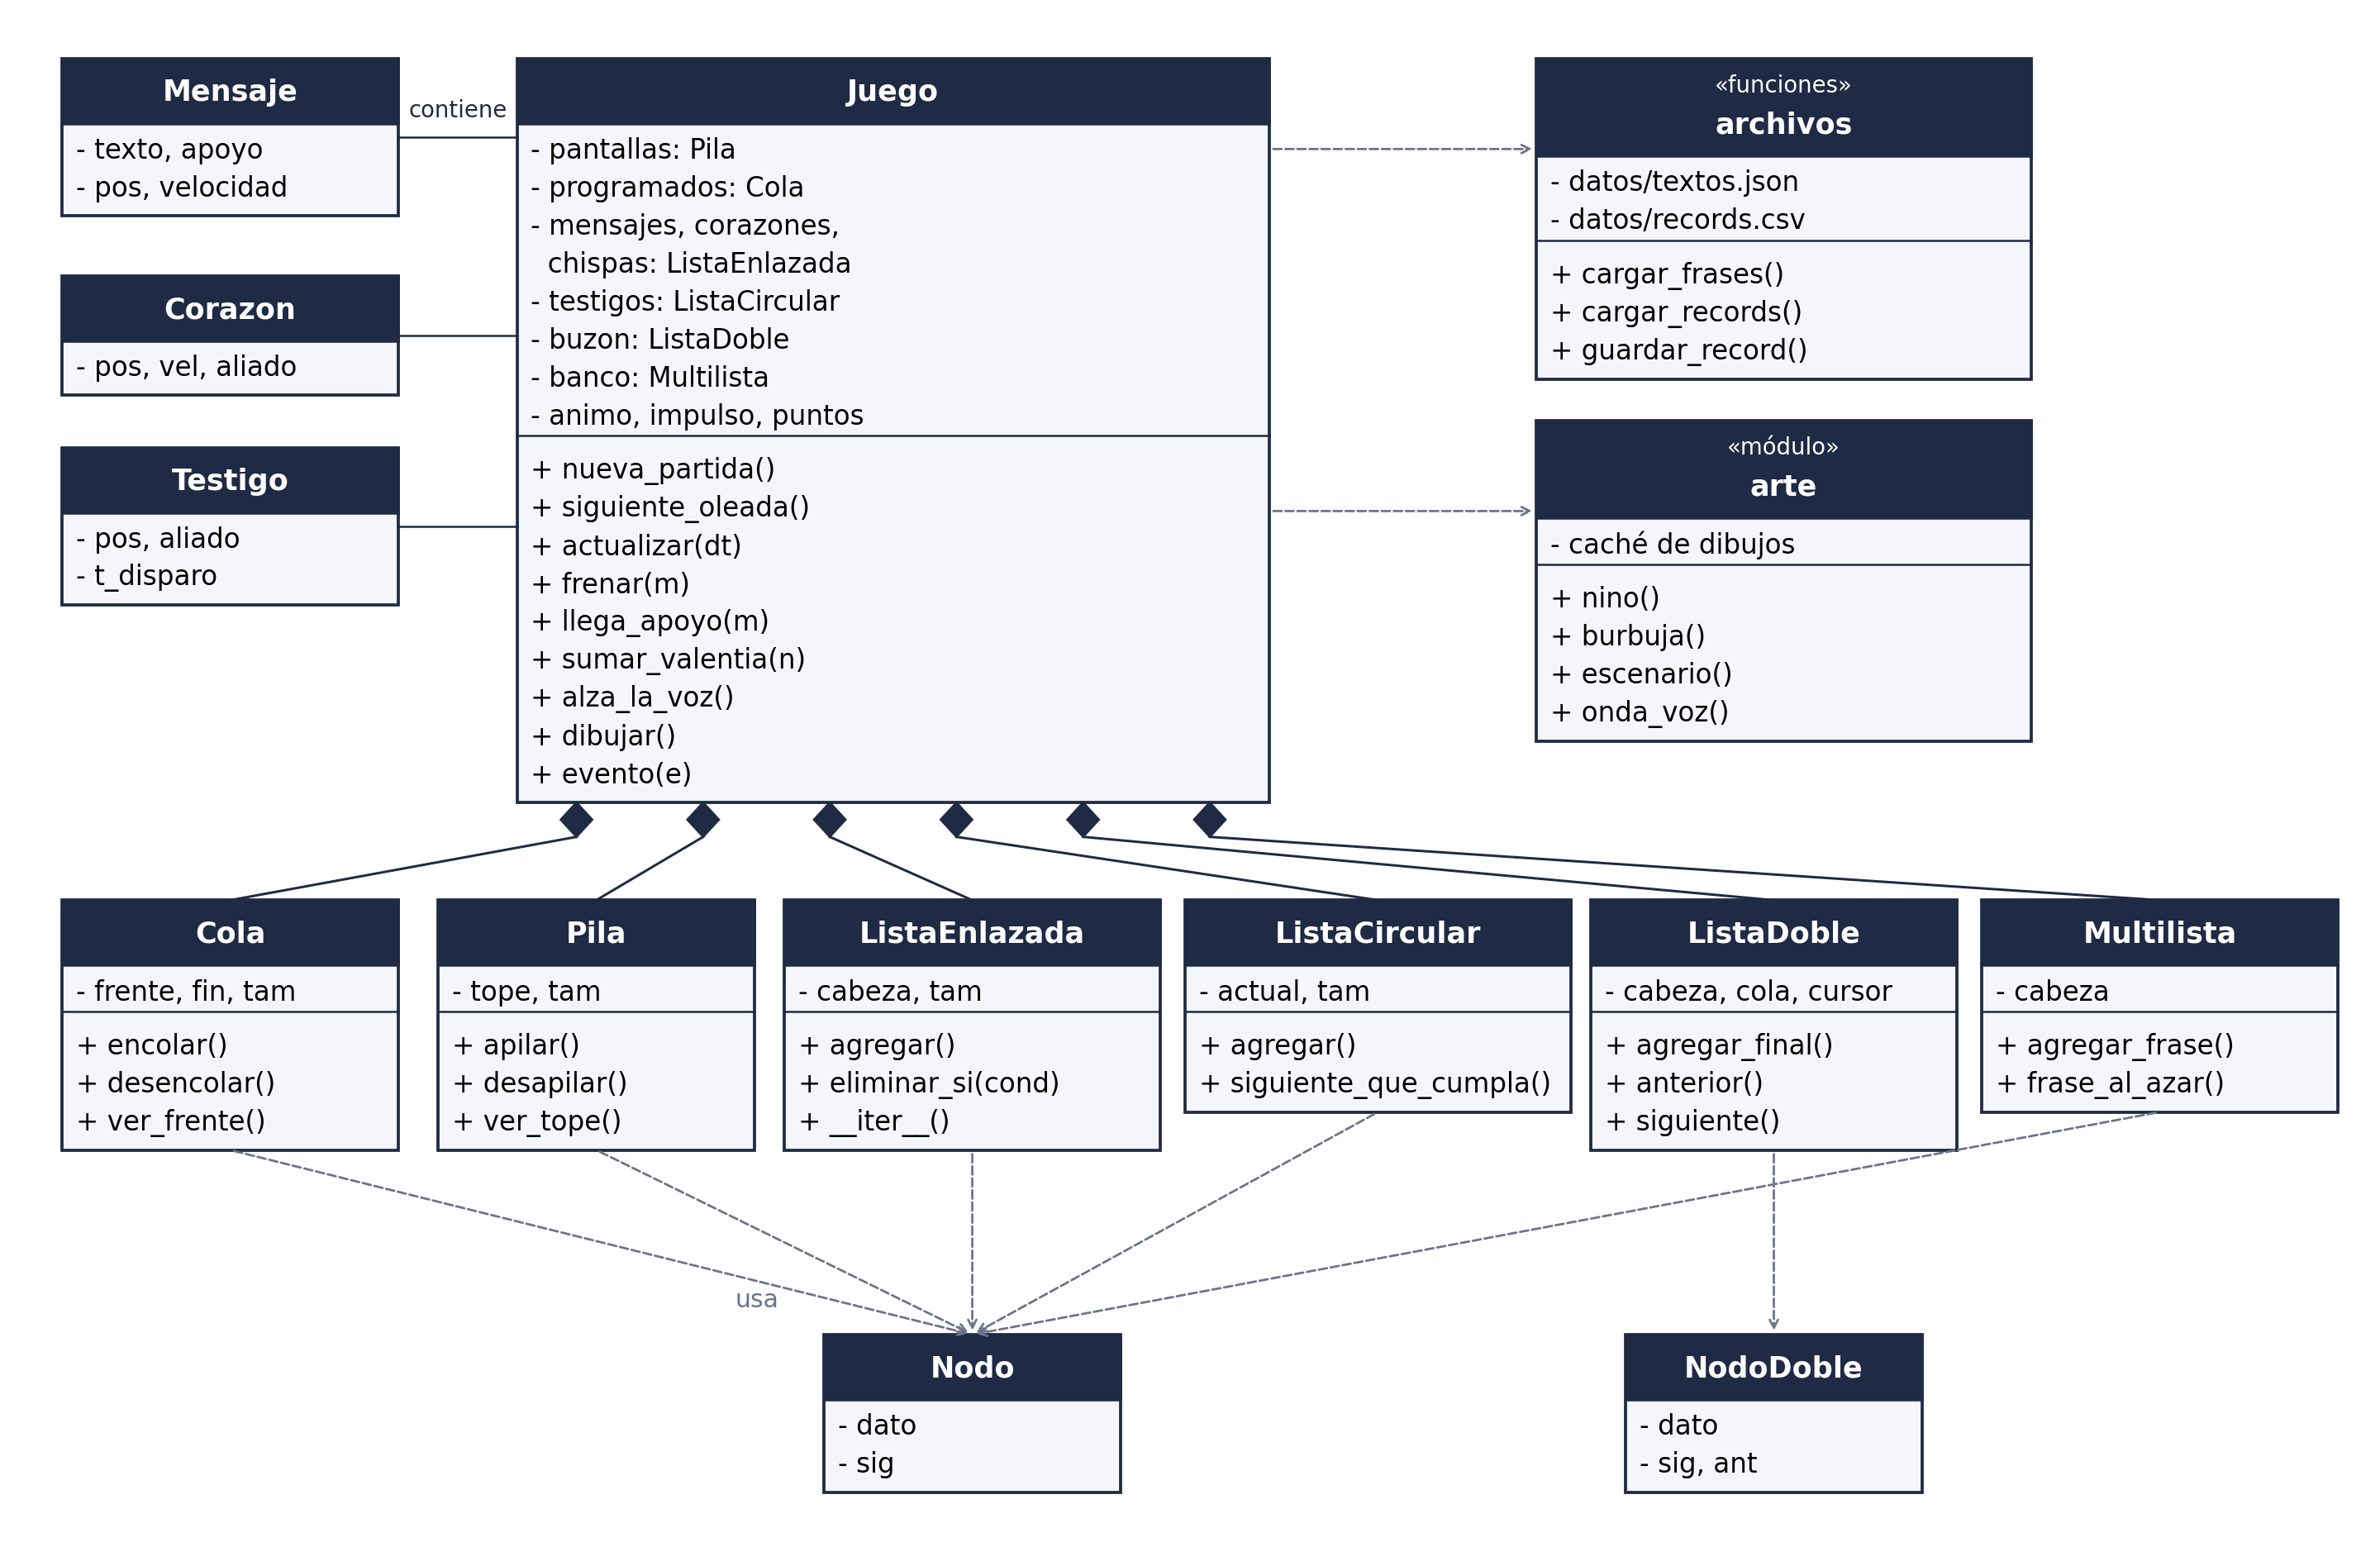 Mensaje
- texto, apoyo
- pos, velocidad
contiene
Corazon
- pos, vel, aliado
Testigo
- pos, aliado
- t_disparo
Juego
- pantallas: Pila
- programados: Cola
- mensajes, corazones,
chispas: ListaEnlazada
- testigos: ListaCircular
- buzon: ListaDoble
- banco: Multilista
- animo, impulso, puntos
+ nueva_partida()
+ siguiente_oleada()
+ actualizar(dt)
+ frenar(m)
+ llega_apoyo(m)
+ sumar_valentia(n)
+ alza_la_voz()
+ dibujar()
+ evento(e)
«funciones»
archivos
- datos/textos.json
- datos/records.csv
+ cargar_frases()
+ cargar_records()
+ guardar_record()
«módulo»
arte
- caché de dibujos
+ nino()
+ burbuja()
+ escenario()
+ onda_voz()
Cola
- frente, fin, tam
+ encolar()
+ desencolar()
+ ver_frente()
Pila
- tope, tam
+ apilar()
+ desapilar()
+ ver_tope()
ListaEnlazada
- cabeza, tam
+ agregar()
+ eliminar_si(cond)
+ __iter__()
ListaCircular
- actual, tam
+ agregar()
+ siguiente_que_cumpla()
ListaDoble
- cabeza, cola, cursor
+ agregar_final()
+ anterior()
+ siguiente()
Multilista
- cabeza
+ agregar_frase()
+ frase_al_azar()
usa
Nodo
- dato
- sig
NodoDoble
- dato
- sig, ant